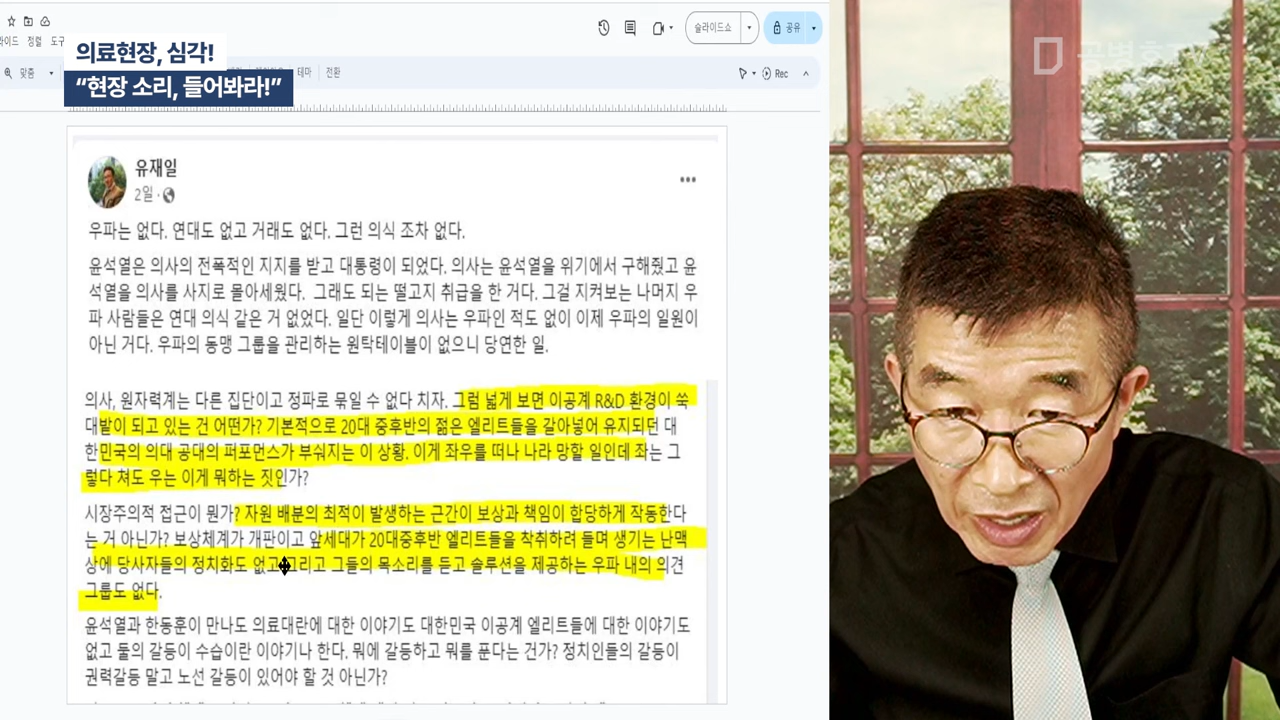 의료현장, 심각!
“현장 소리, 들어봐라!”
정렬
맞춤
테마
전환
슬라이드쇼
공유
Rec
공병호TV
유재일
2일
우파는 없다. 연대도 없고 거래도 없다. 그런 의식 조차 없다.
윤석열은 의사의 전폭적인 지지를 받고 대통령이 되었다. 의사는 윤석열을 위기에서 구해줬고 윤
석열을 의사를 사지로 몰아세웠다. 그래도 되는 떨고지 취급을 한 거다. 그걸 지켜보는 나머지 우
파 사람들은 연대 의식 같은 거 없었다. 일단 이렇게 의사는 우파인 적도 없이 이제 우파의 일원이
아닌 거다. 우파의 동맹 그룹을 관리하는 원탁테이블이 없으니 당연한 일.
의사, 원자력계는 다른 집단이고 정파로 묶일 수 없다 치자. 그럼 넓게 보면 이공계 R&D 환경이 쑥
대밭이 되고 있는 건 어떤가? 기본적으로 20대 중후반의 젊은 엘리트들을 갈아넣어 유지되던 대
한민국의 의대 공대의 퍼포먼스가 부숴지는 이 상황. 이게 좌우를 떠나 나라 망할 일인데 좌는 그
렇다 쳐도 우는 이게 뭐하는 짓인가?
시장주의적 접근이 뭔가? 자원 배분의 최적이 발생하는 근간이 보상과 책임이 합당하게 작동한다
는 거 아닌가? 보상체계가 개판이고 앞세대가 20대중후반 엘리트들을 착취하려 들며 생기는 난맥
상에 당사자들의 정치화도 없고 그리고 그들의 목소리를 듣고 솔루션을 제공하는 우파 내의 의견
그룹도 없다.
윤석열과 한동훈이 만나도 의료대란에 대한 이야기도 대한민국 이공계 엘리트들에 대한 이야기도
없고 둘의 갈등이 수습이란 이야기나 한다. 뭐에 갈등하고 뭐를 푼다는 건가? 정치인들의 갈등이
권력갈등 말고 노선 갈등이 있어야 할 것 아닌가?